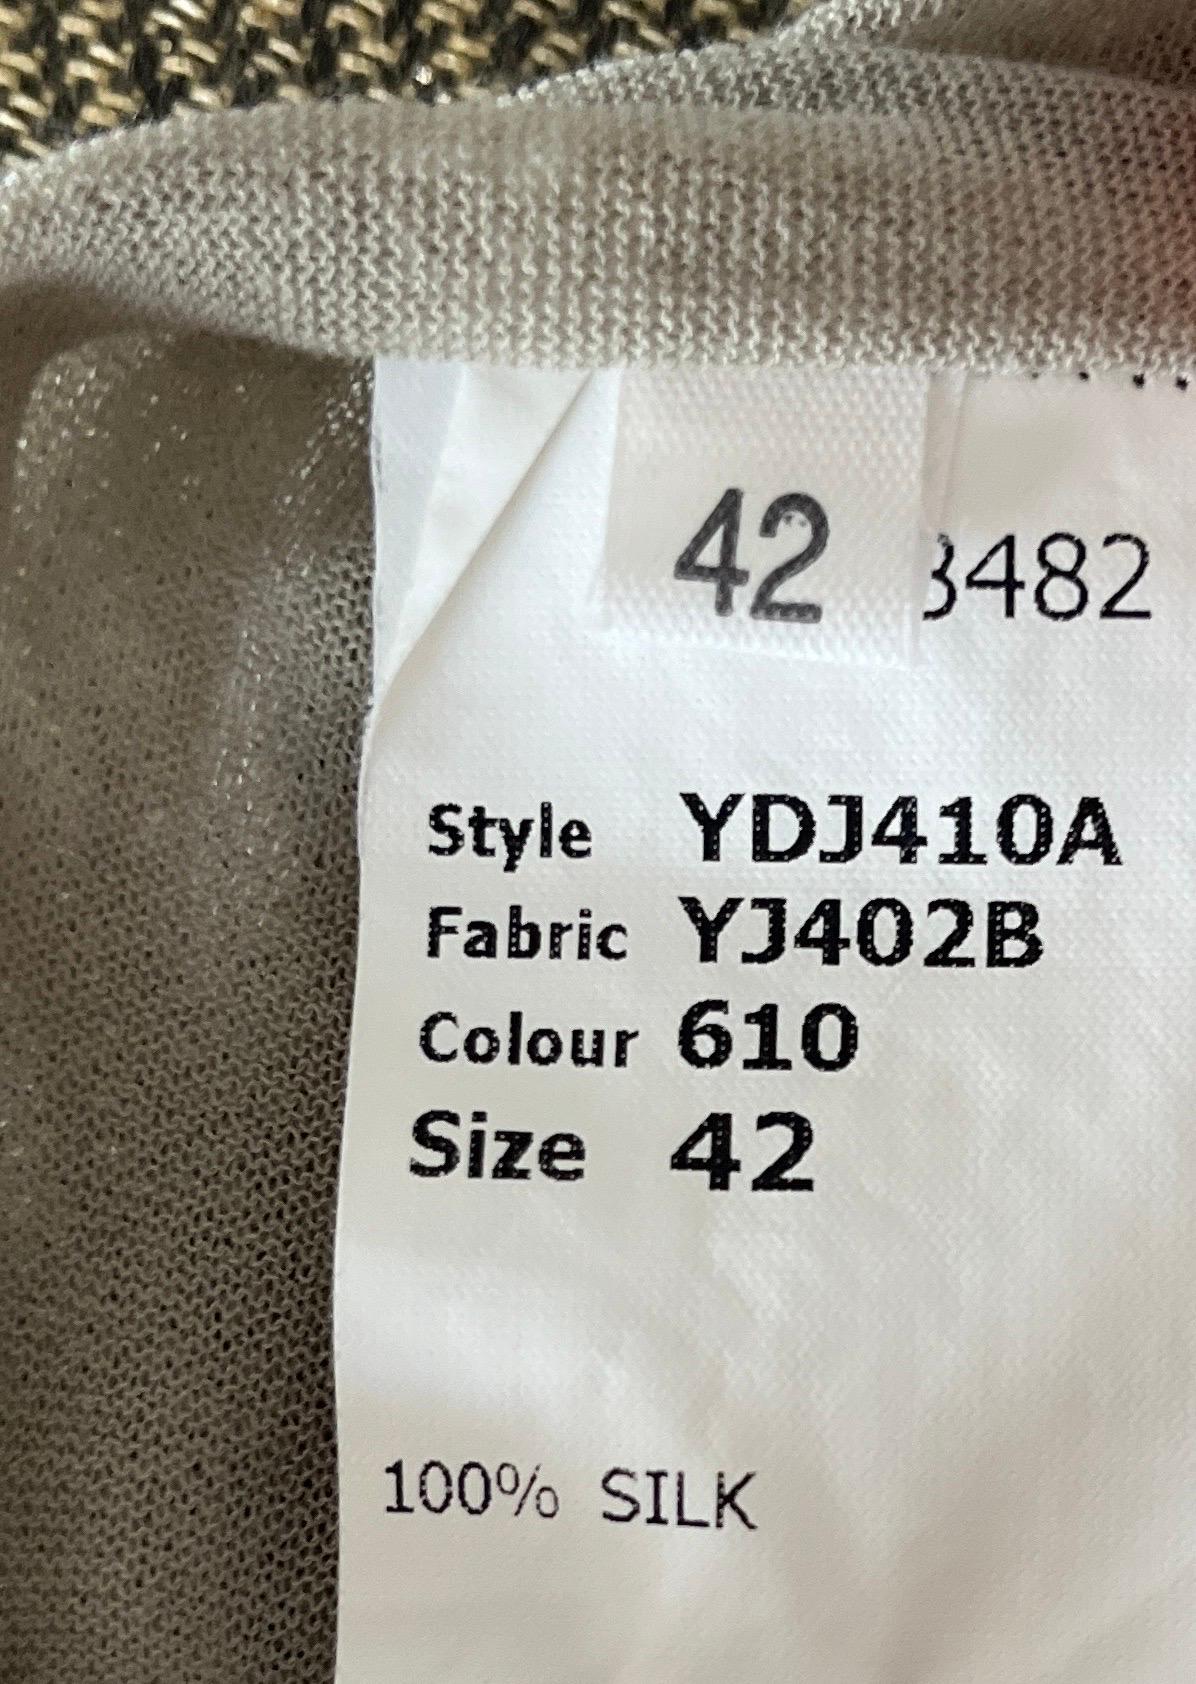 42
3482
Style YDJ410A
Fabric YJ402B
Colour 610
Size 42
100% SILK